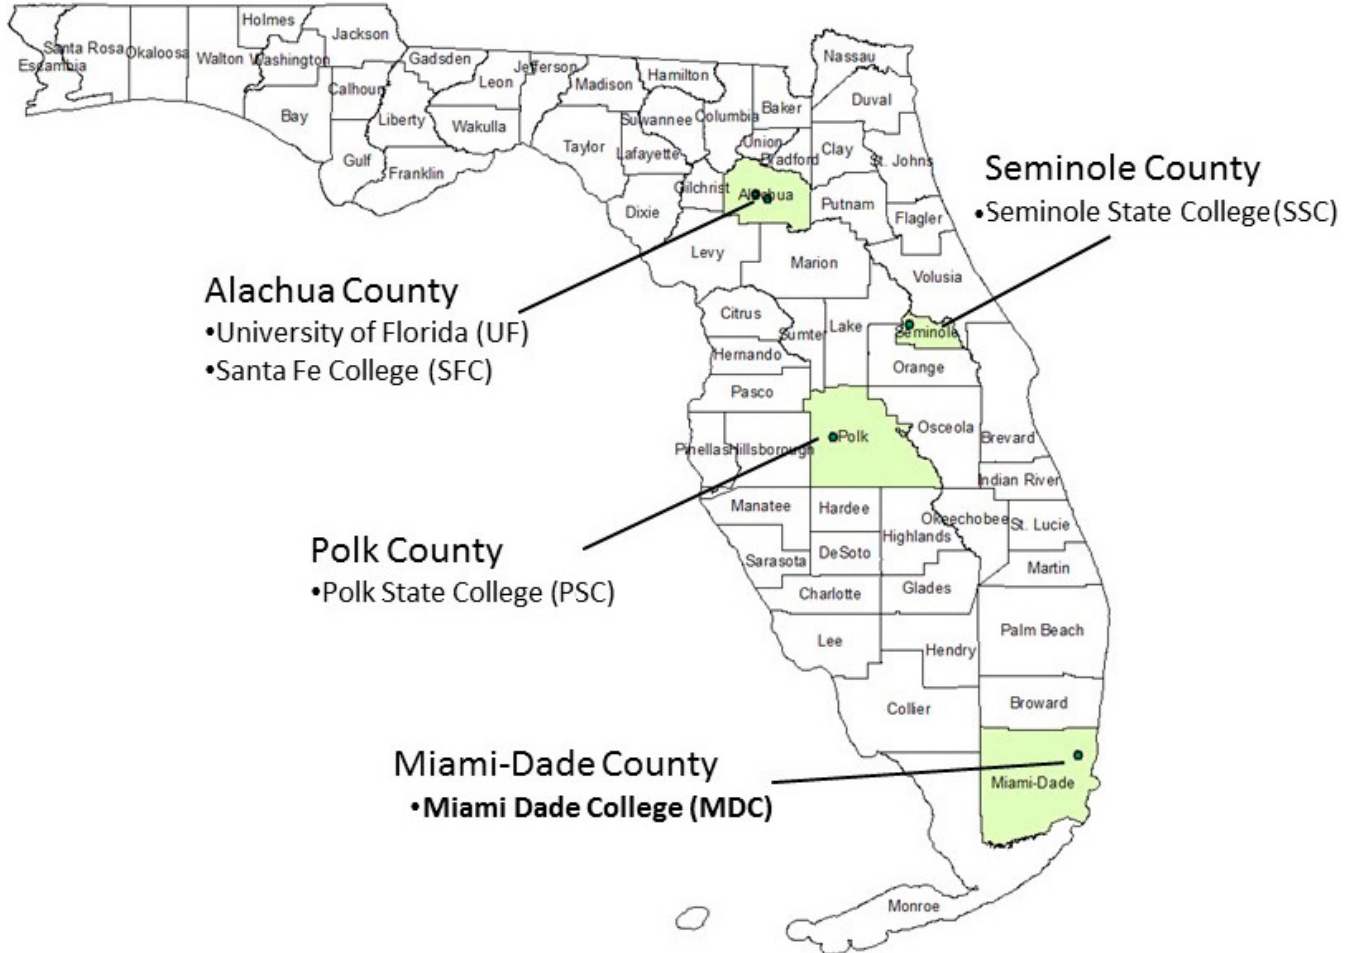 Holmes
Jackson
Santa Rosa
Okaloosa
Walton
Washington
Escambia
Gadsden
Jefferson
Leon
Madison
Hamilton
Nassau
Calhoun
Bay
Liberty
Wakulla
Suwannee
Columbia
Baker
Duval
Taylor
Lafayette
Union
Bradford
Clay
St. Johns
Gulf
Franklin
Gilchrist
Alachua
Putnam
Dixie
Flagler
Seminole County
•Seminole State College(SSC)
Levy
Marion
Volusia
Alachua County
•University of Florida (UF)
•Santa Fe College (SFC)
Citrus
Sumter
Lake
Seminole
Hernando
Orange
Pasco
Osceola
Polk
Brevard
Pinellas
Hillsborough
Indian River
Manatee
Hardee
Okeechobee
St. Lucie
Highlands
Polk County
•Polk State College (PSC)
Sarasota
DeSoto
Martin
Charlotte
Glades
Lee
Hendry
Palm Beach
Collier
Broward
Miami-Dade County
•Miami Dade College (MDC)
Miami-Dade
Monroe